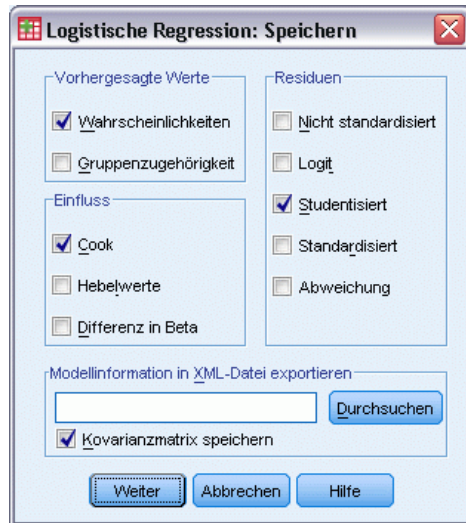 Logistische Regression: Speichern
Vorhergesagte Werte
Wahrscheinlichkeiten
Gruppenzugehörigkeit
Einfluss
Cook
Hebelwerte
Differenz in Beta
Residuen
Nicht standardisiert
Logit
Studentisiert
Standardisiert
Abweichung
Modellinformation in XML-Datei exportieren
Durchsuchen
Kovarianzmatrix speichern
Weiter
Abbrechen
Hilfe